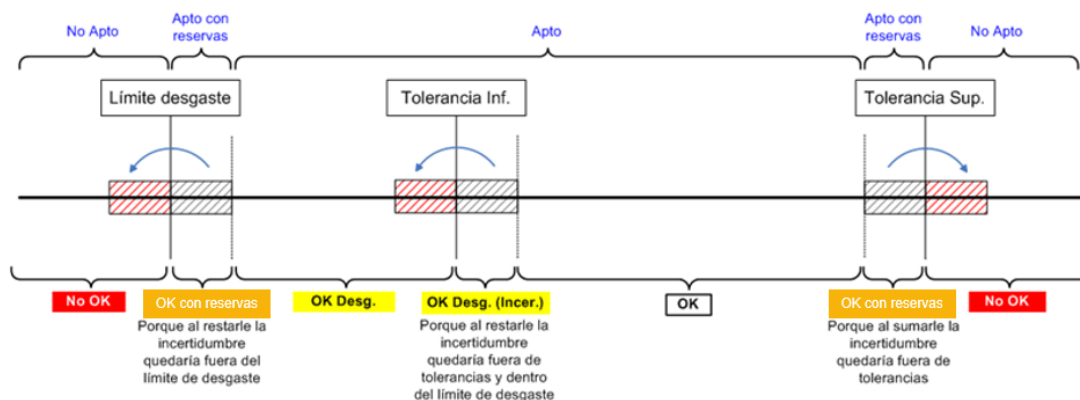 No Apto
Apto con
reservas
Apto
Apto con
reservas
No Apto
Límite desgaste
Tolerancia Inf.
Tolerancia Sup.
No OK
OK con reservas
OK Desg.
OK Desg. (Incer.)
OK
OK con reservas
No OK
Porque al restarle la
incertidumbre
quedaría fuera del
límite de desgaste
Porque al restarle la
incertidumbre
quedaría fuera de
tolerancias y dentro
del límite de desgaste
Porque al sumarle la
incertidumbre
quedaría fuera de
tolerancias